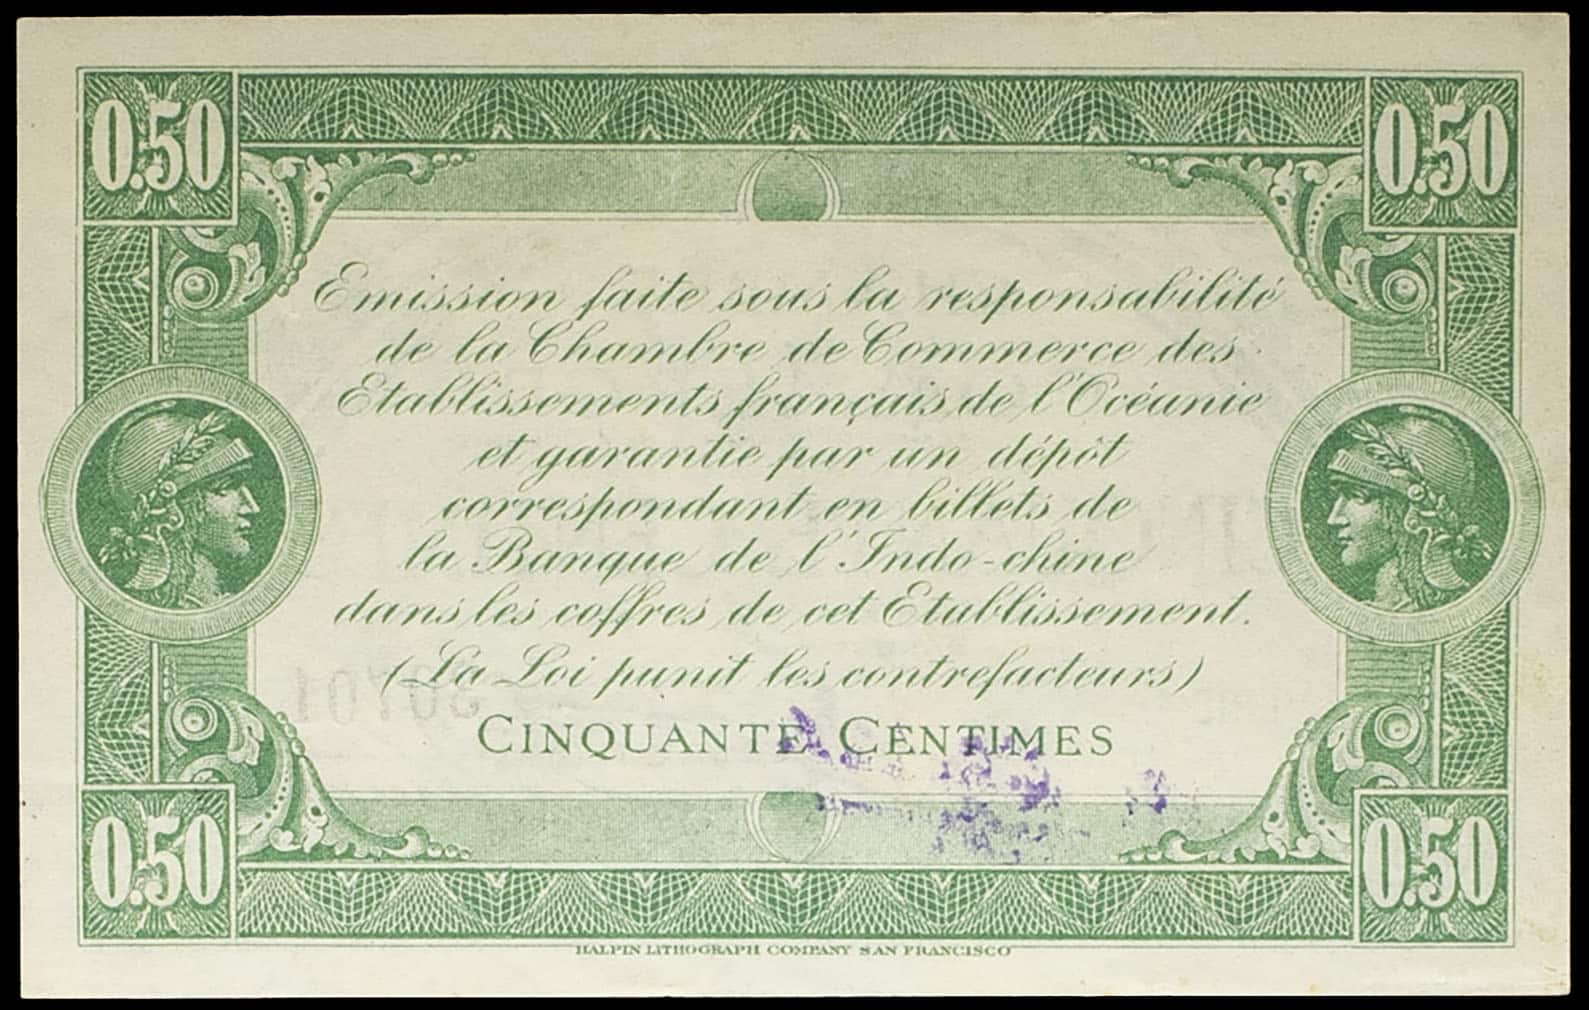 0.50 0.50
Emission faite sous la responsabilité
de la Chambre de Commerce des
Etablissements français de l'Océanie
et garantie par un dépôt
correspondant en billets de
la Banque de l'Indo-chine
dans les coffres de cet Etablissement.
(La Loi punit les contrefacteurs)
CINQUANTE CENTIMES
0.50 0.50
HALPIN LITHOGRAPH COMPANY SAN FRANCISCO